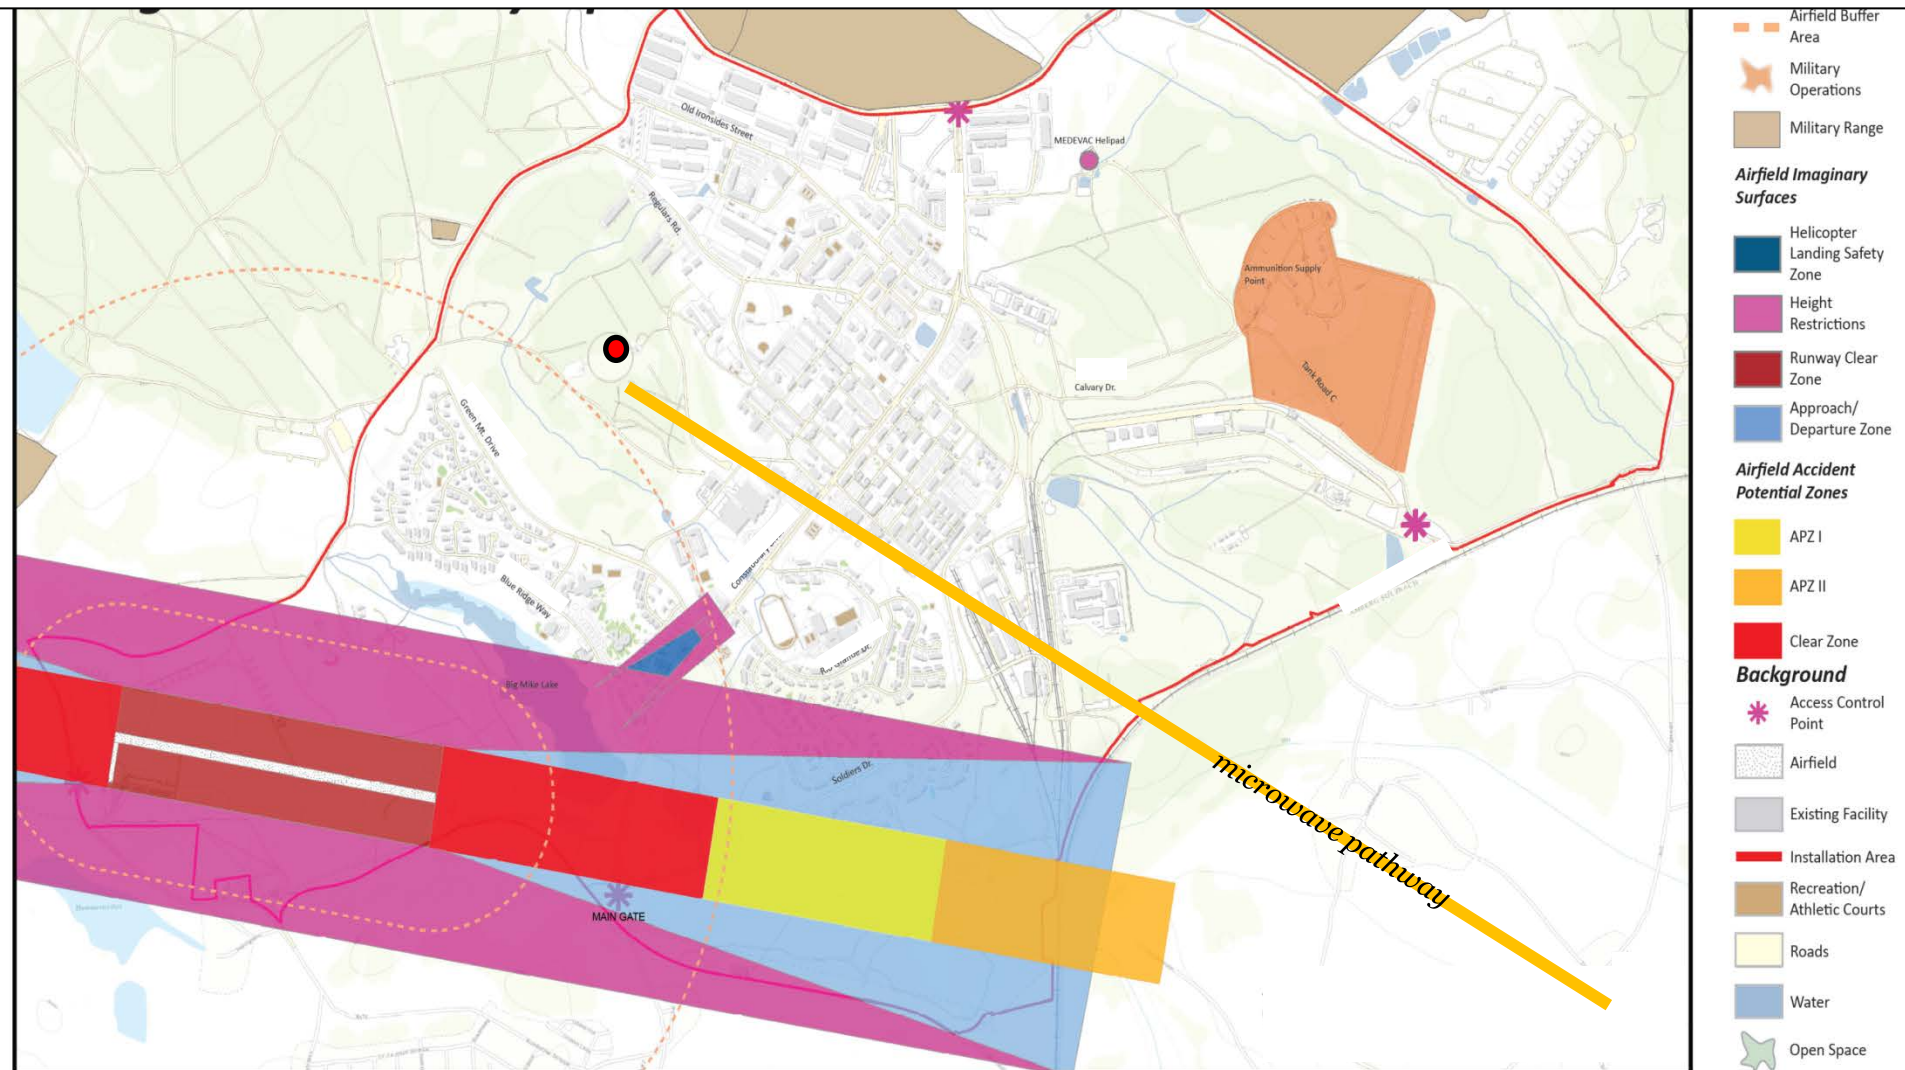 Airfield Buffer
Area
Military
Operations
Military Range
Airfield Imaginary
Surfaces
Helicopter
Landing Safety
Zone
Height
Restrictions
Runway Clear
Zone
Approach/
Departure Zone
Airfield Accident
Potential Zones
APZ I
APZ II
Clear Zone
Background
Access Control
Point
Airfield
Existing Facility
Installation Area
Recreation/
Athletic Courts
Roads
Water
Open Space
Old Ironsides Street
MEDEVAC Helipad
Regulars Rd.
Ammunition Supply
Point
Tank Road C
Calvary Dr.
Green Mt. Drive
Blue Ridge Way
Big Mike Lake
Soldiers Dr.
MAIN GATE
microwave pathway